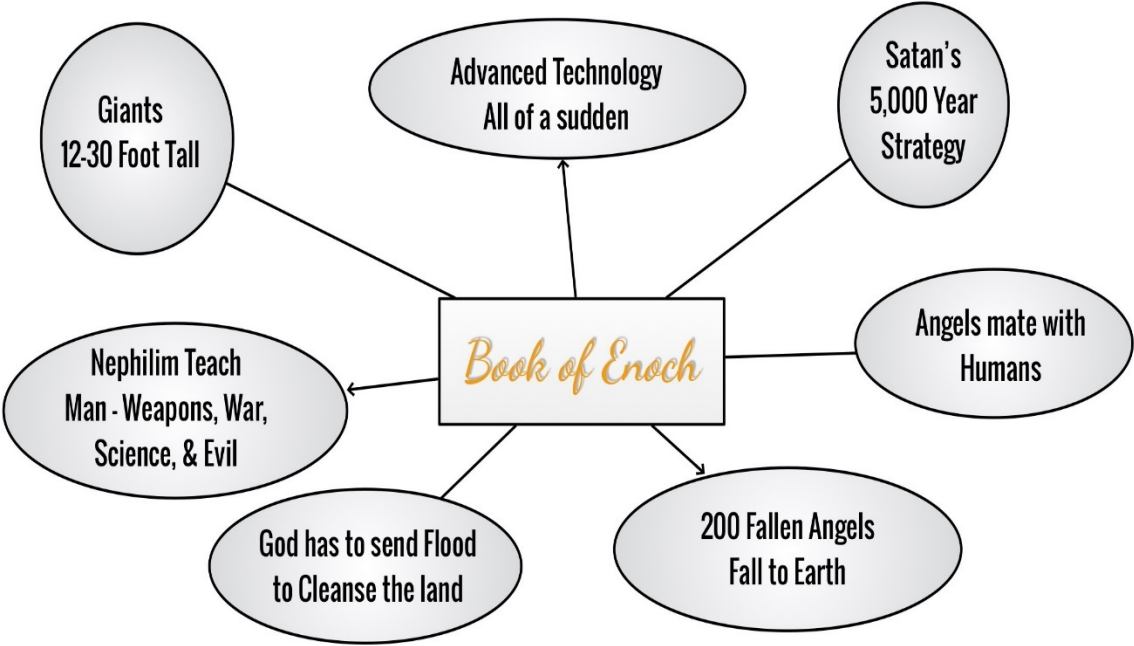 Giants
12-30 Foot Tall
Advanced Technology
All of a sudden
Satan's
5,000 Year
Strategy
Book of Enoch
Angels mate with
Humans
Nephilim Teach
Man - Weapons, War,
Science, & Evil
God has to send Flood
to Cleanse the land
200 Fallen Angels
Fall to Earth